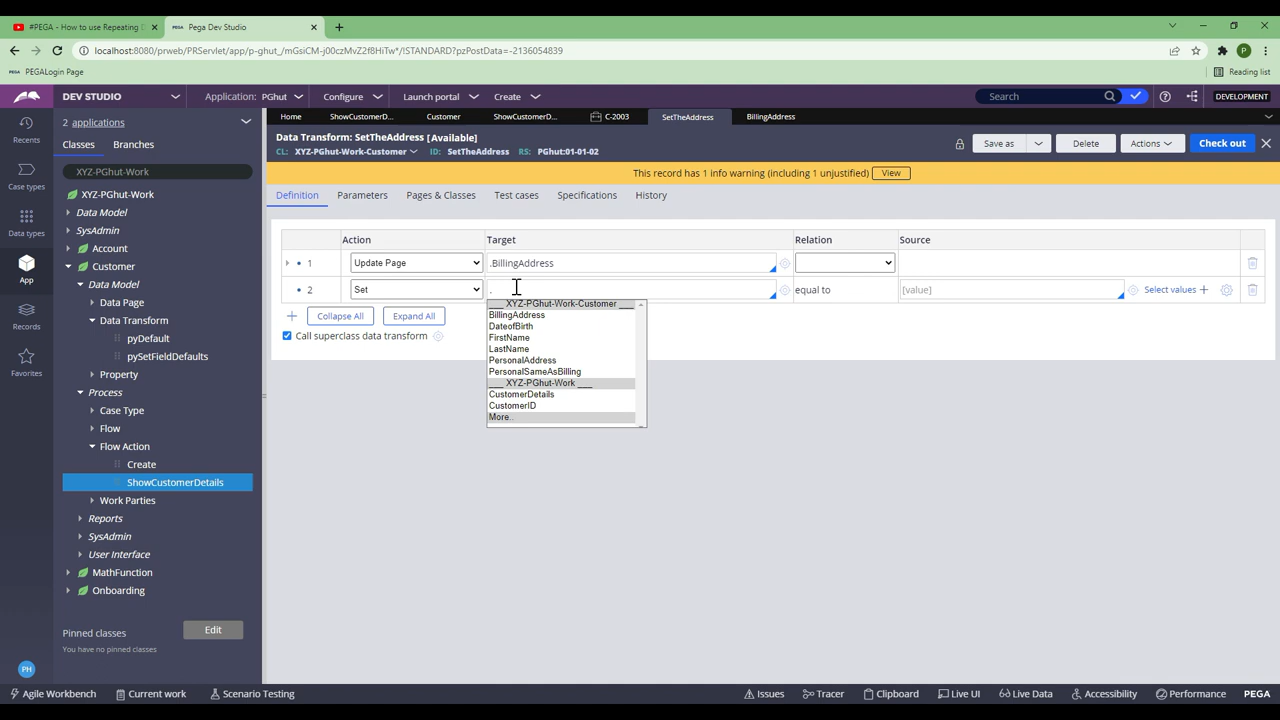 #PEGA - How to use Repeating D
Pega Dev Studio
localhost:8080/prweb/PRServlet/app/p-ghut_/mGsiCM-j00czMvZ2f8HiTw*/!STANDARD?pzPostData=-2136054839
P
PEGALogin Page
Reading list
DEV STUDIO
Application: PGhut
Configure
Launch portal
Create
Search
DEVELOPMENT
Recents
Case types
Data types
App
Records
Favorites
PH
2 applications
Classes
Branches
XYZ-PGhut-Work
XYZ-PGhut-Work
Data Model
SysAdmin
Account
Customer
Data Model
Data Page
Data Transform
pyDefault
pySetFieldDefaults
Property
Process
Case Type
Flow
Flow Action
Create
ShowCustomerDetails
Work Parties
Reports
SysAdmin
User Interface
MathFunction
Onboarding
Pinned classes
Edit
You have no pinned classes
Home
ShowCustomerD...
Customer
ShowCustomerD...
C-2003
SetTheAddress
BillingAddress
Data Transform: SetTheAddress [Available]
CL: XYZ-PGhut-Work-Customer ID: SetTheAddress RS: PGhut:01-01-02
Save as
Delete
Actions
Check out
This record has 1 info warning (including 1 unjustified) View
Definition
Parameters
Pages & Classes
Test cases
Specifications
History
Action Target Relation Source
1 Update Page .BillingAddress
2 Set . equal to [value] Select values
Collapse All
Expand All
Call superclass data transform
___ XYZ-PGhut-Work-Customer ___
BillingAddress
DateofBirth
FirstName
LastName
PersonalAddress
PersonalSameAsBilling
___ XYZ-PGhut-Work ___
CustomerDetails
CustomerID
More..
Agile Workbench
Current work
Scenario Testing
Issues
Tracer
Clipboard
Live UI
Live Data
Accessibility
Performance
PEGA